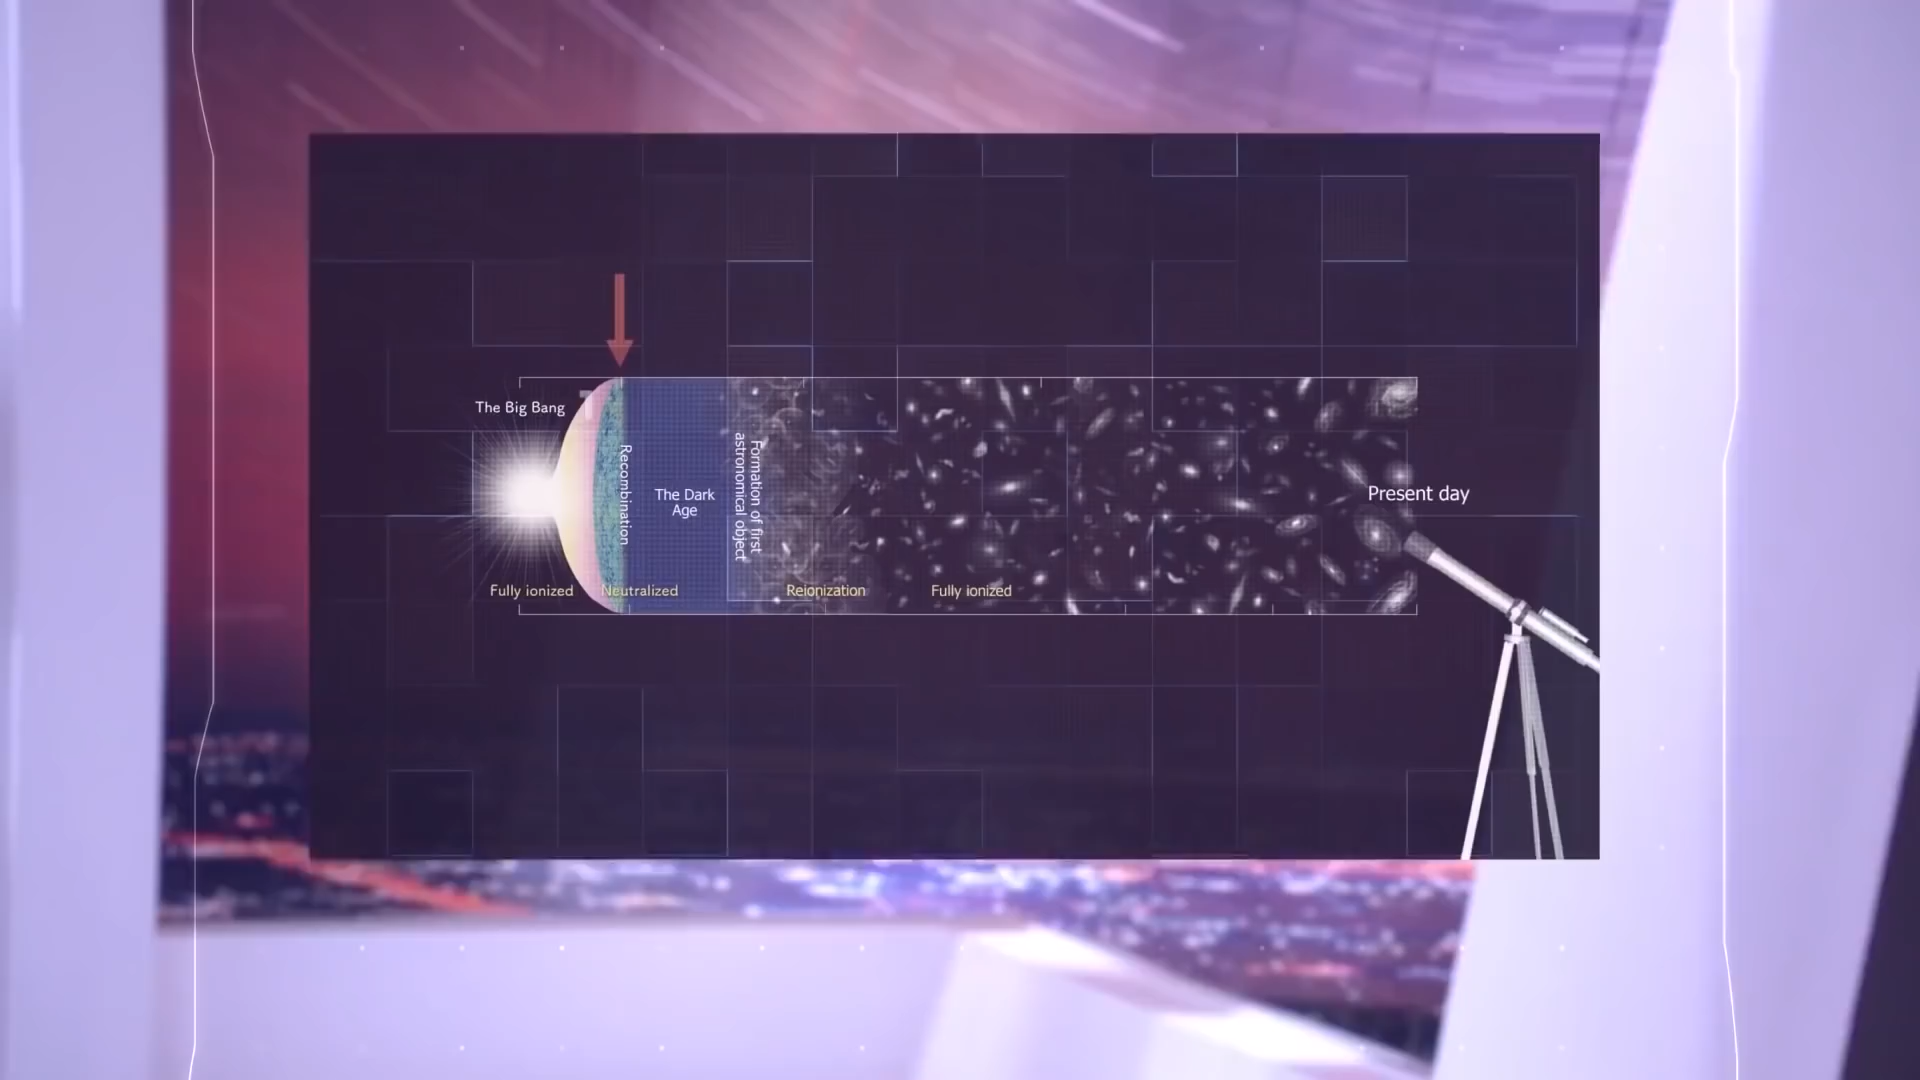 The Big Bang
Recombination
The Dark
Age
Formation of first
astronomical object
Present day
Fully ionized
Neutralized
Reionization
Fully ionized